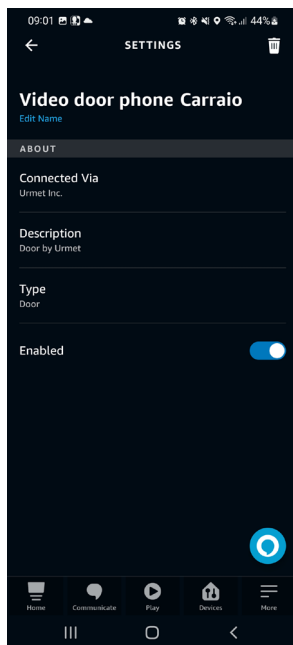 09:01 44%
SETTINGS
Video door phone Carraio
Edit Name
ABOUT
Connected Via
Urmet Inc.
Description
Door by Urmet
Type
Door
Enabled
Home Communicate Play Devices More